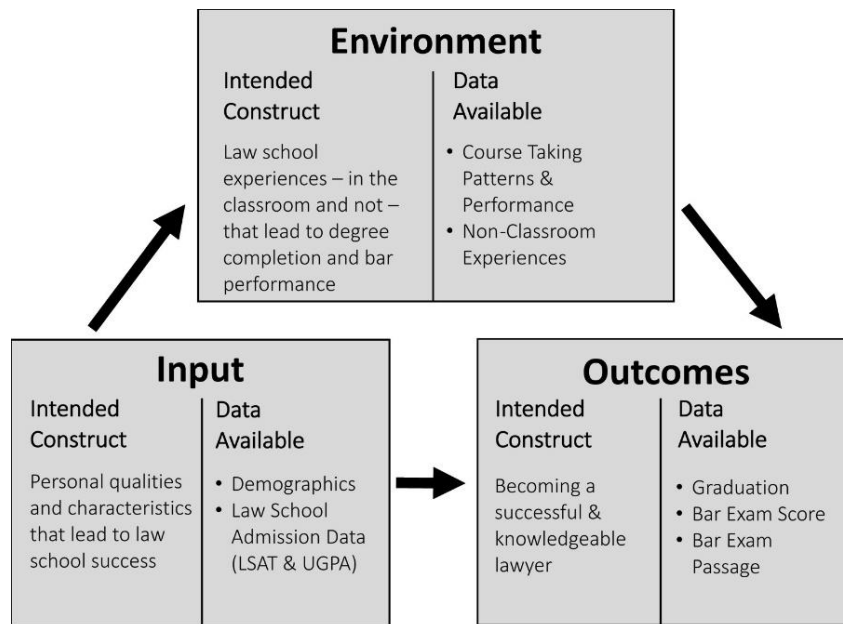 Environment
Intended
Construct
Law school
experiences – in the
classroom and not –
that lead to degree
completion and bar
performance
Data
Available
• Course Taking
Patterns &
Performance
• Non-Classroom
Experiences
Input
Intended
Construct
Personal qualities
and characteristics
that lead to law
school success
Data
Available
• Demographics
• Law School
Admission Data
(LSAT & UGPA)
Outcomes
Intended
Construct
Becoming a
successful &
knowledgeable
lawyer
Data
Available
• Graduation
• Bar Exam Score
• Bar Exam
Passage